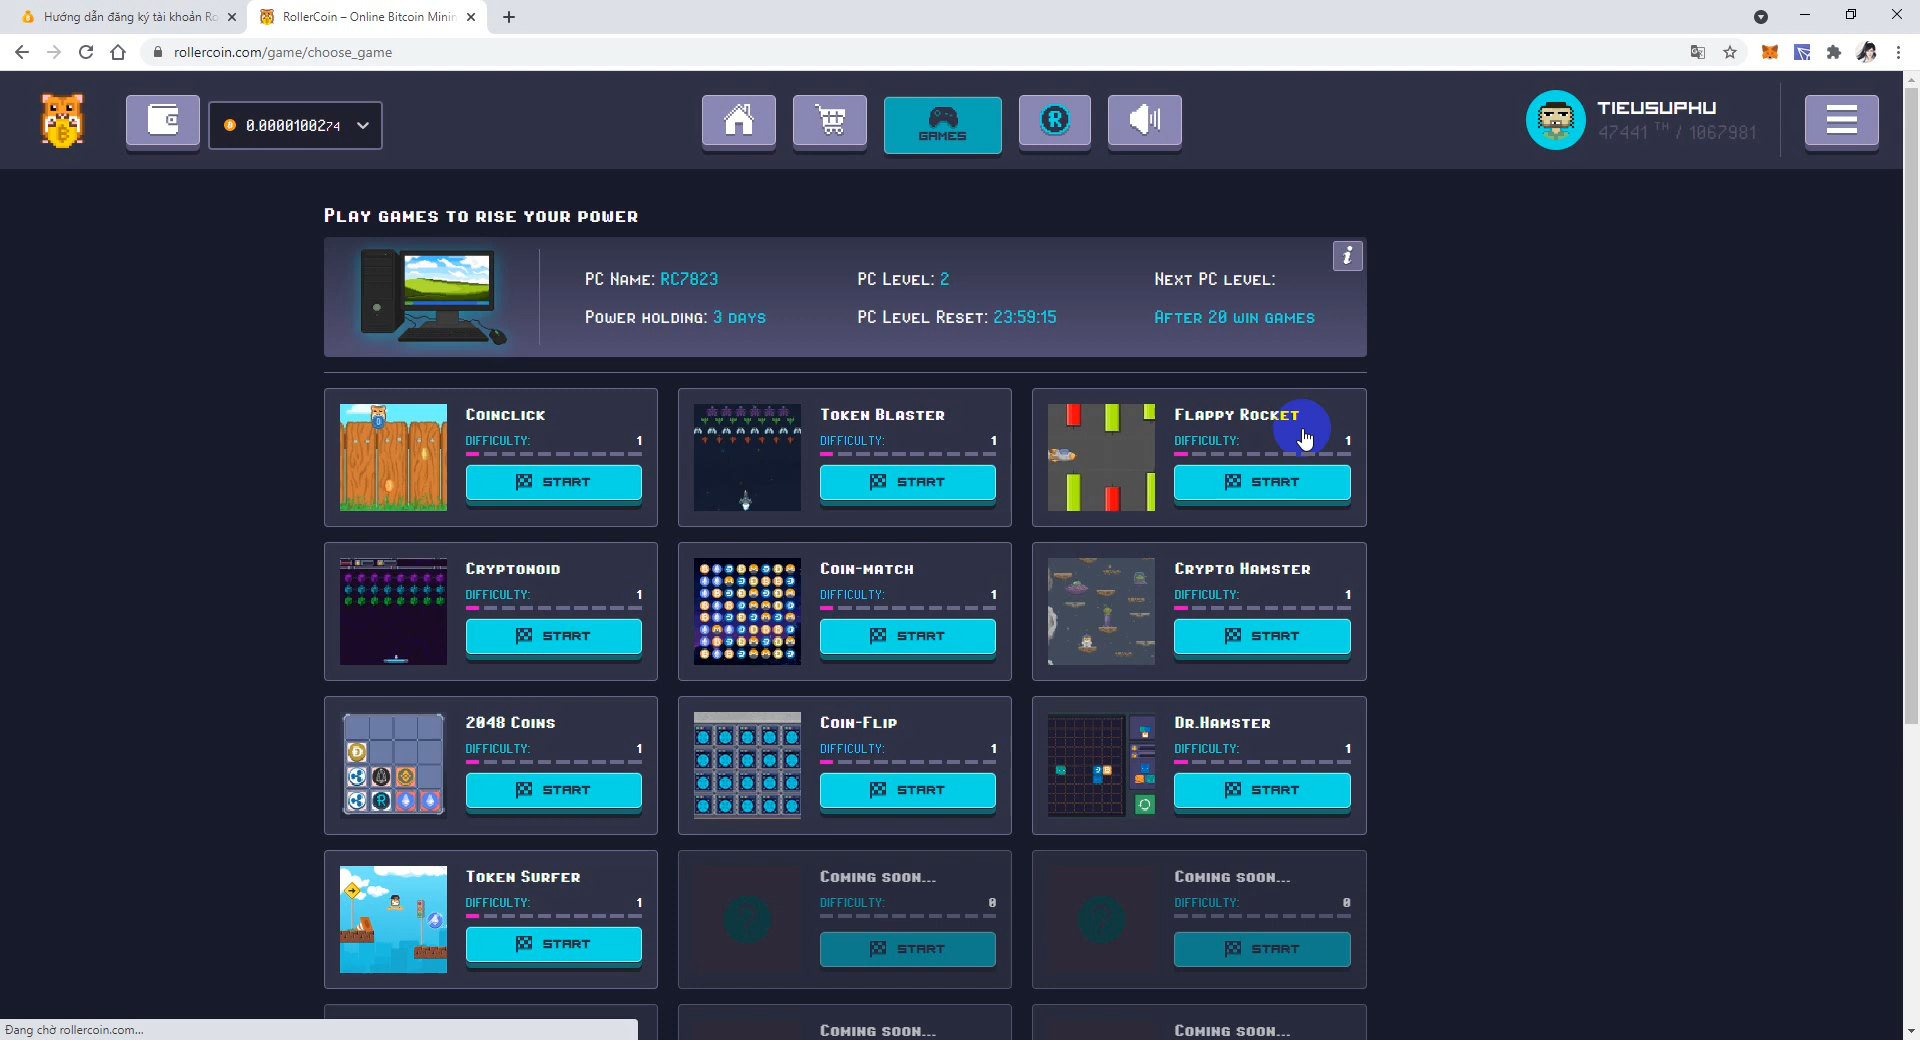 Hướng dẫn đăng ký tài khoản Ro
RollerCoin – Online Bitcoin Minin
rollercoin.com/game/choose_game
0.0000100274
GAMES
TIEUSUPHU
47441 TH / 1067981
PLAY GAMES TO RISE YOUR POWER
PC NAME: RC7823
PC LEVEL: 2
NEXT PC LEVEL:
POWER HOLDING: 3 DAYS
PC LEVEL RESET: 23:59:15
AFTER 20 WIN GAMES
COINCLICK
DIFFICULTY: 1
START
TOKEN BLASTER
DIFFICULTY: 1
START
FLAPPY ROCKET
DIFFICULTY: 1
START
CRYPTONOID
DIFFICULTY: 1
START
COIN-MATCH
DIFFICULTY: 1
START
CRYPTO HAMSTER
DIFFICULTY: 1
START
2048 COINS
DIFFICULTY: 1
START
COIN-FLIP
DIFFICULTY: 1
START
DR.HAMSTER
DIFFICULTY: 1
START
TOKEN SURFER
DIFFICULTY: 1
START
COMING SOON...
DIFFICULTY: 0
START
COMING SOON...
DIFFICULTY: 0
START
COMING SOON...
COMING SOON...
Đang chờ rollercoin.com...